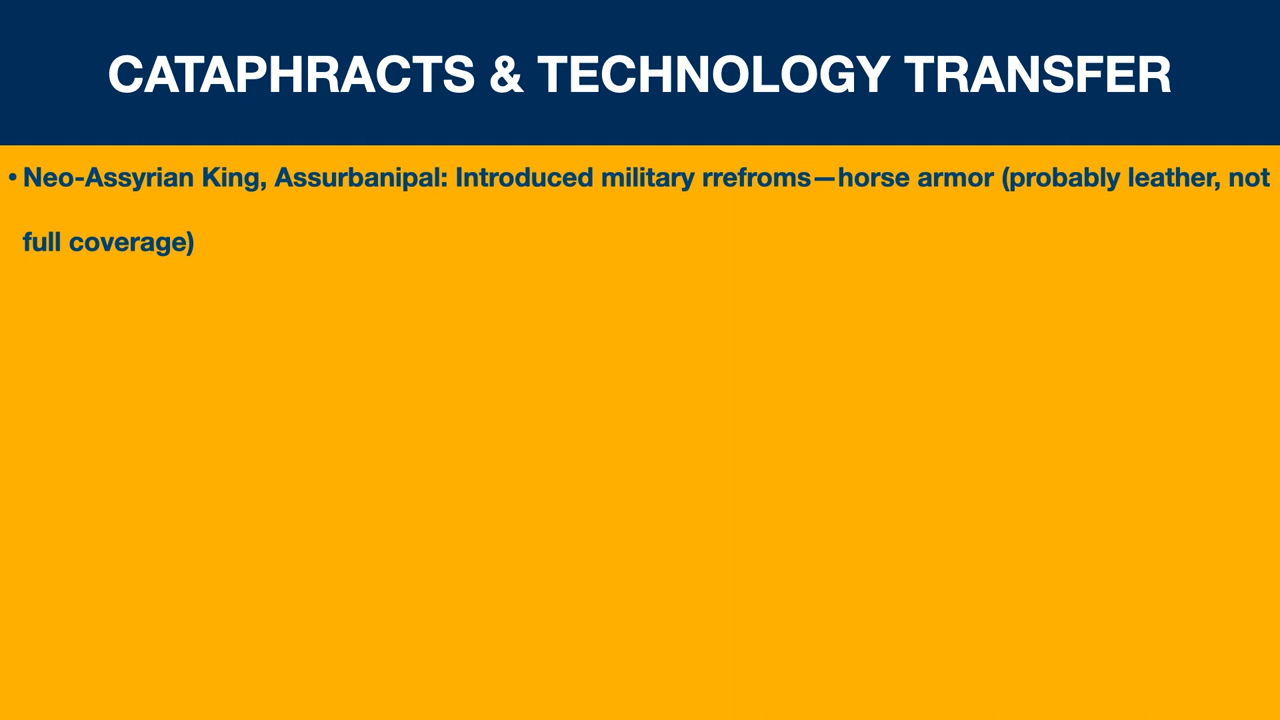 CATAPHRACTS & TECHNOLOGY TRANSFER
• Neo-Assyrian King, Assurbanipal: Introduced military rrefroms—horse armor (probably leather, not
full coverage)